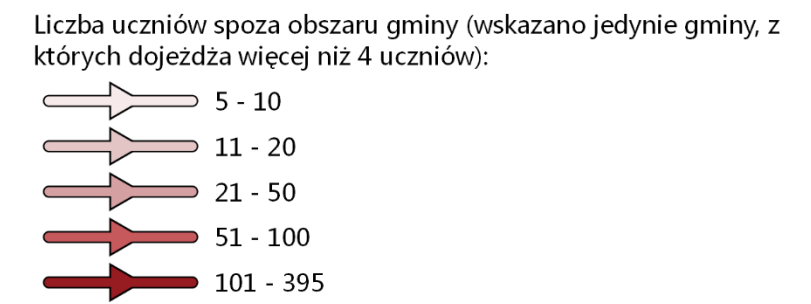 Liczba uczniów spoza obszaru gminy (wskazano jedynie gminy, z
których dojeżdża więcej niż 4 uczniów):
5 - 10
11 - 20
21 - 50
51 - 100
101 - 395